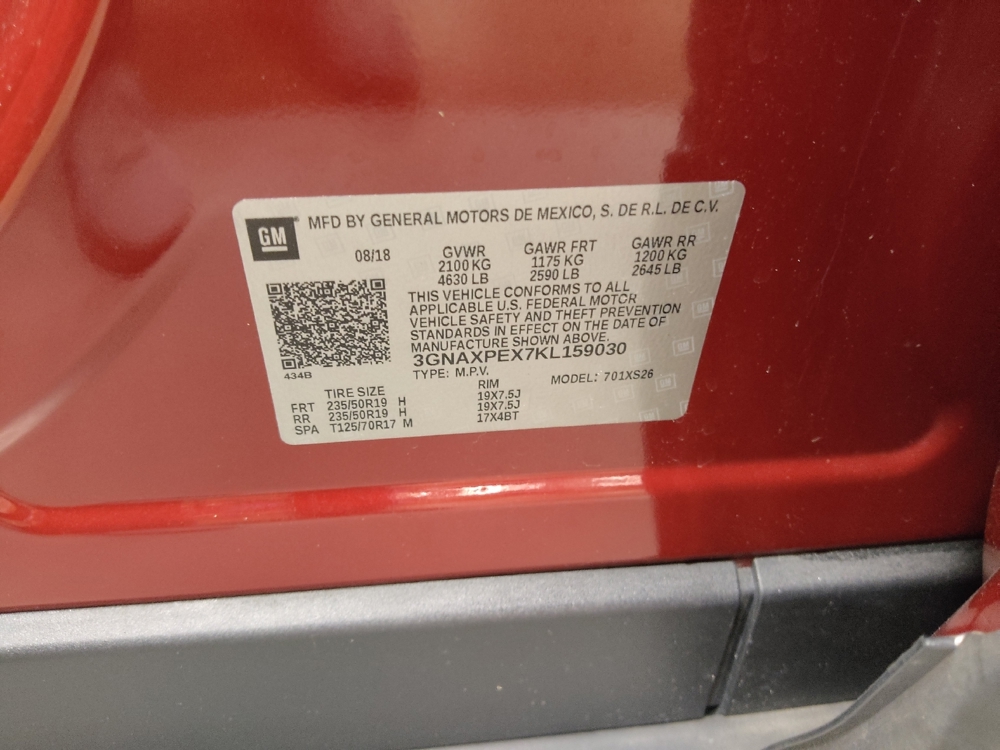 GM
MFD BY GENERAL MOTORS DE MEXICO, S. DE R.L. DE C.V.
08/18 GVWR GAWR FRT GAWR RR
2100 KG 1175 KG 1200 KG
4630 LB 2590 LB 2645 LB
THIS VEHICLE CONFORMS TO ALL
APPLICABLE U.S. FEDERAL MOTOR
VEHICLE SAFETY AND THEFT PREVENTION
STANDARDS IN EFFECT ON THE DATE OF
MANUFACTURE SHOWN ABOVE.
3GNAXPEX7KL159030
434B
TYPE: M.P.V. MODEL: 701XS26
TIRE SIZE RIM
FRT 235/50R19 H 19X7.5J
RR 235/50R19 H 19X7.5J
SPA T125/70R17 M 17X4BT